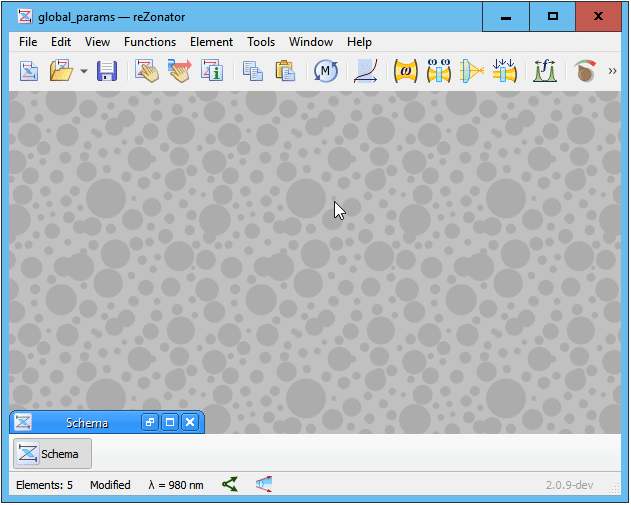 global_params — reZonator
File Edit View Functions Element Tools Window Help
M ω ω ω f
Schema
Schema
Elements: 5 Modified λ = 980 nm 2.0.9-dev